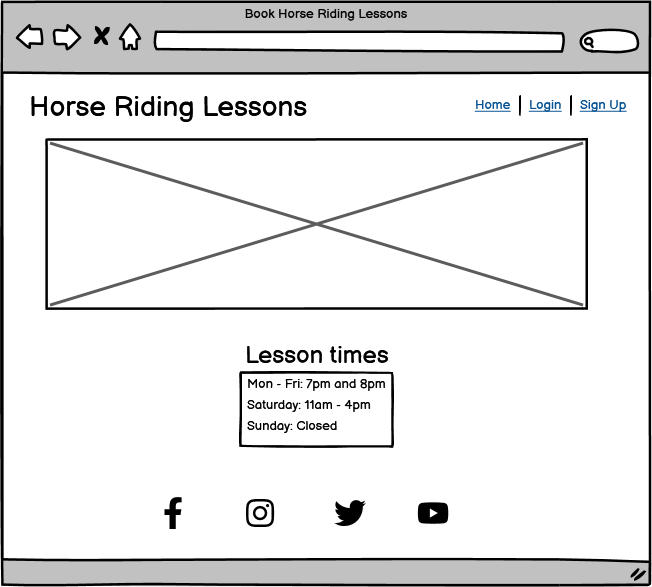 Book Horse Riding Lessons
Horse Riding Lessons
Home | Login | Sign Up
Lesson times
Mon - Fri: 7pm and 8pm
Saturday: 11am - 4pm
Sunday: Closed